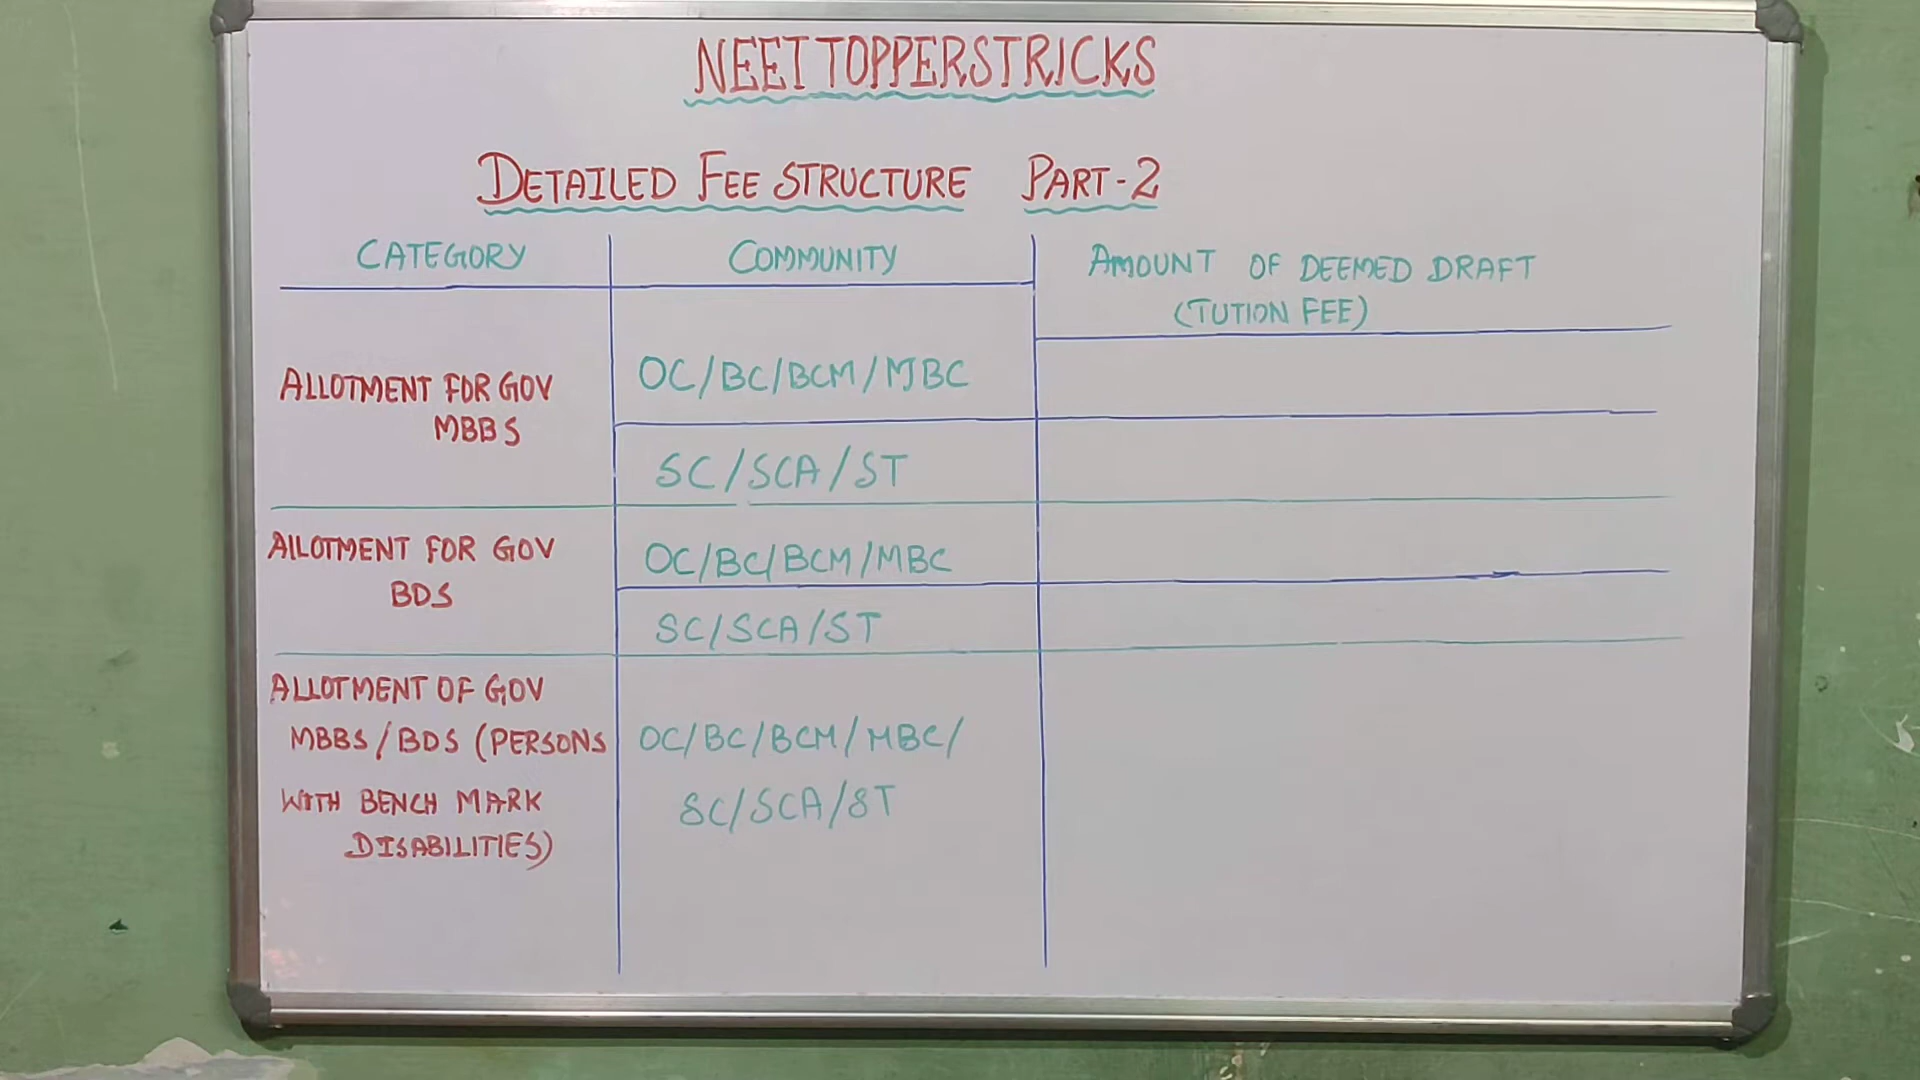 NEET TOPPERSTRICKS
DETAILED FEE STRUCTURE PART-2
CATEGORY
COMMUNITY
AMOUNT OF DEEMED DRAFT
(TUTION FEE)
ALLOTMENT FOR GOV
MBBS
OC/BC/BCM/MBC
SC/SCA/ST
AllOTMENT FOR GOV
BDS
OC/BC/BCM/MBC
SC/SCA/ST
ALLOTMENT OF GOV
MBBS/BDS (PERSONS
WITH BENCH MARK
DISABILITIES)
OC/BC/BCM/MBC/
SC/SCA/ST